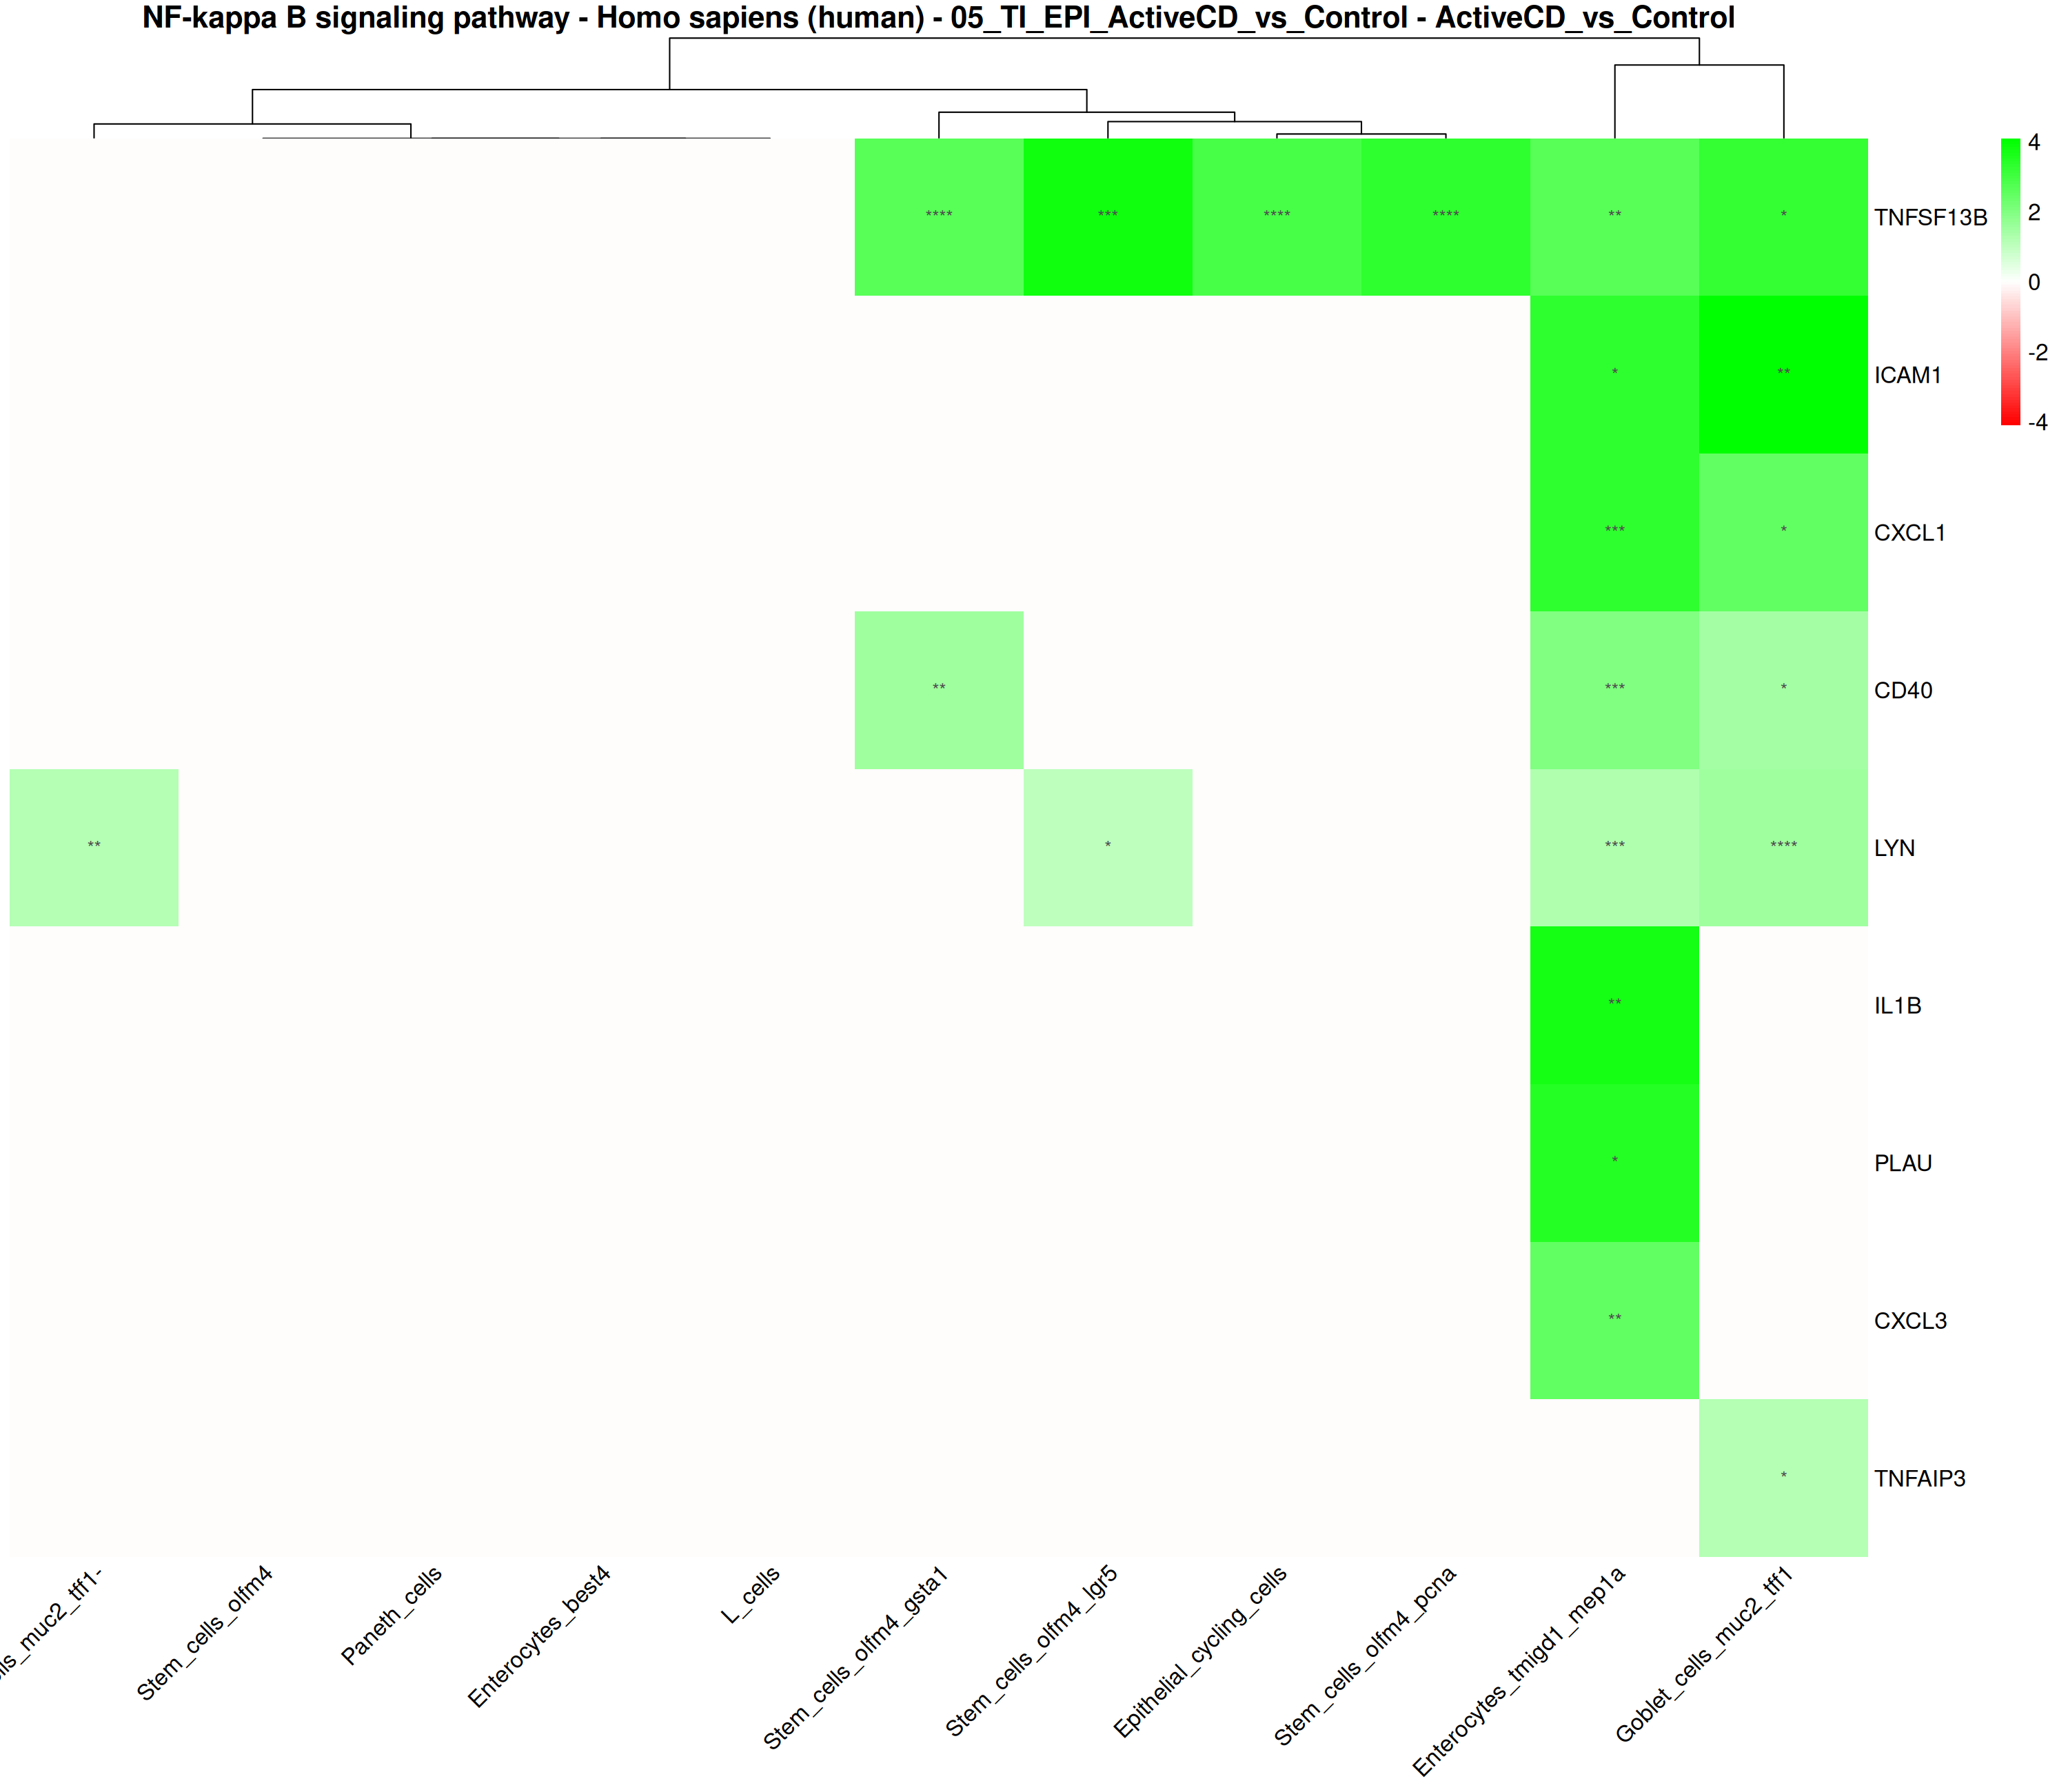 NF-kappa B signaling pathway - Homo sapiens (human) - 05_TI_EPI_ActiveCD_vs_Control - ActiveCD_vs_Control
4
2
0
-2
-4
**** *** **** **** ** * TNFSF13B
* ** ICAM1
*** * CXCL1
** *** * CD40
** * *** **** LYN
** IL1B
* PLAU
** CXCL3
* TNFAIP3
lls_muc2_tff1-
Stem_cells_olfm4
Paneth_cells
Enterocytes_best4
L_cells
Stem_cells_olfm4_gsta1
Stem_cells_olfm4_lgr5
Epithelial_cycling_cells
Stem_cells_olfm4_pcna
Enterocytes_tmigd1_mep1a
Goblet_cells_muc2_tff1